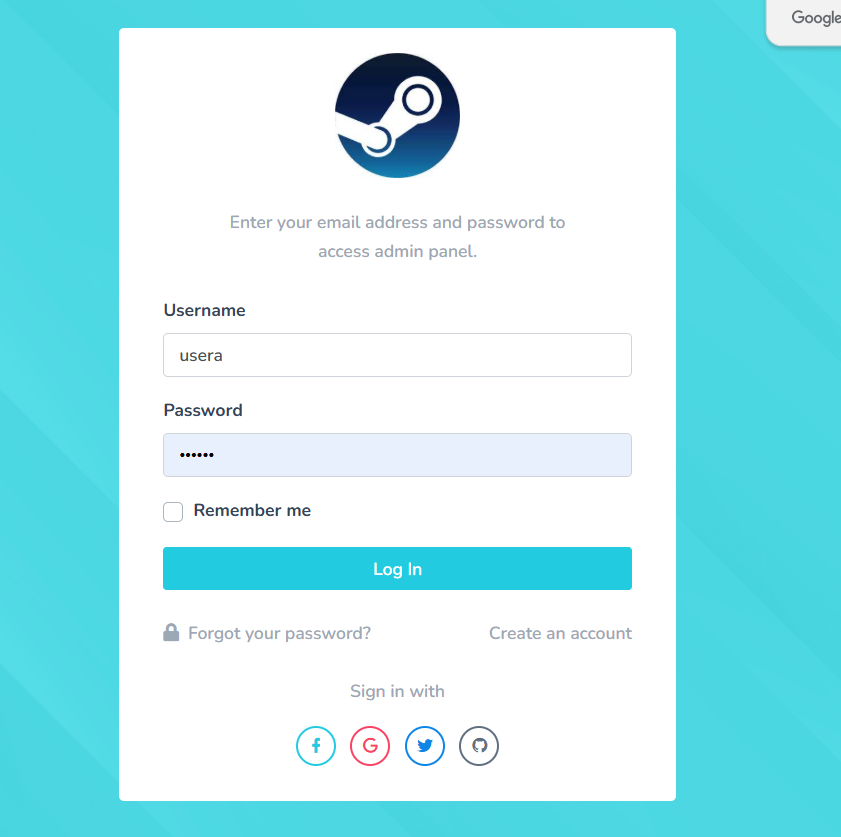 Google
Enter your email address and password to
access admin panel.
Username
usera
Password
••••••
Remember me
Log In
Forgot your password?
Create an account
Sign in with